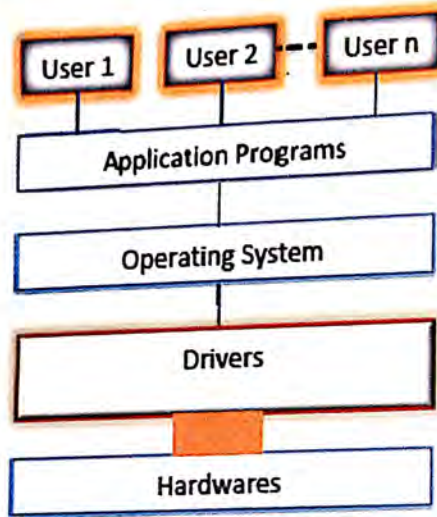 User 1
User 2
User n
Application Programs
Operating System
Drivers
Hardwares